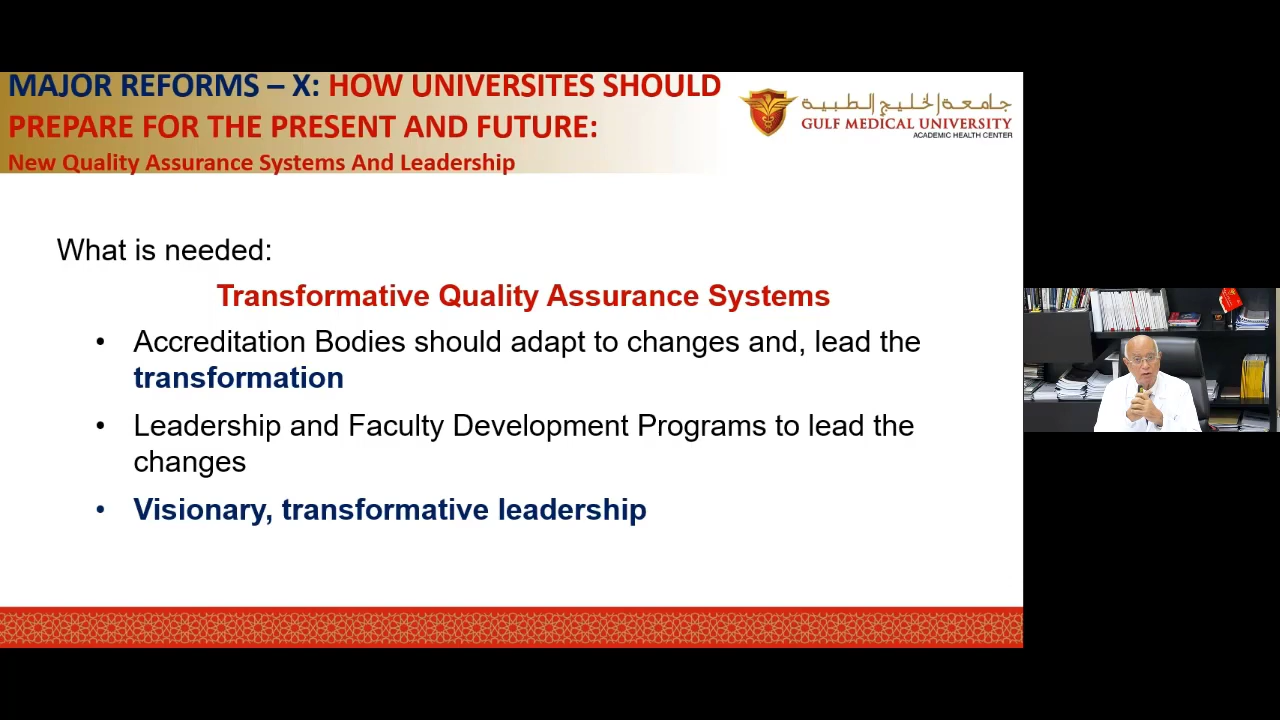 MAJOR REFORMS – X: HOW UNIVERSITES SHOULD
PREPARE FOR THE PRESENT AND FUTURE:
New Quality Assurance Systems And Leadership
جامعة الخليج الطبية
GULF MEDICAL UNIVERSITY
ACADEMIC HEALTH CENTER
What is needed:
Transformative Quality Assurance Systems
• Accreditation Bodies should adapt to changes and, lead the
transformation
• Leadership and Faculty Development Programs to lead the
changes
• Visionary, transformative leadership